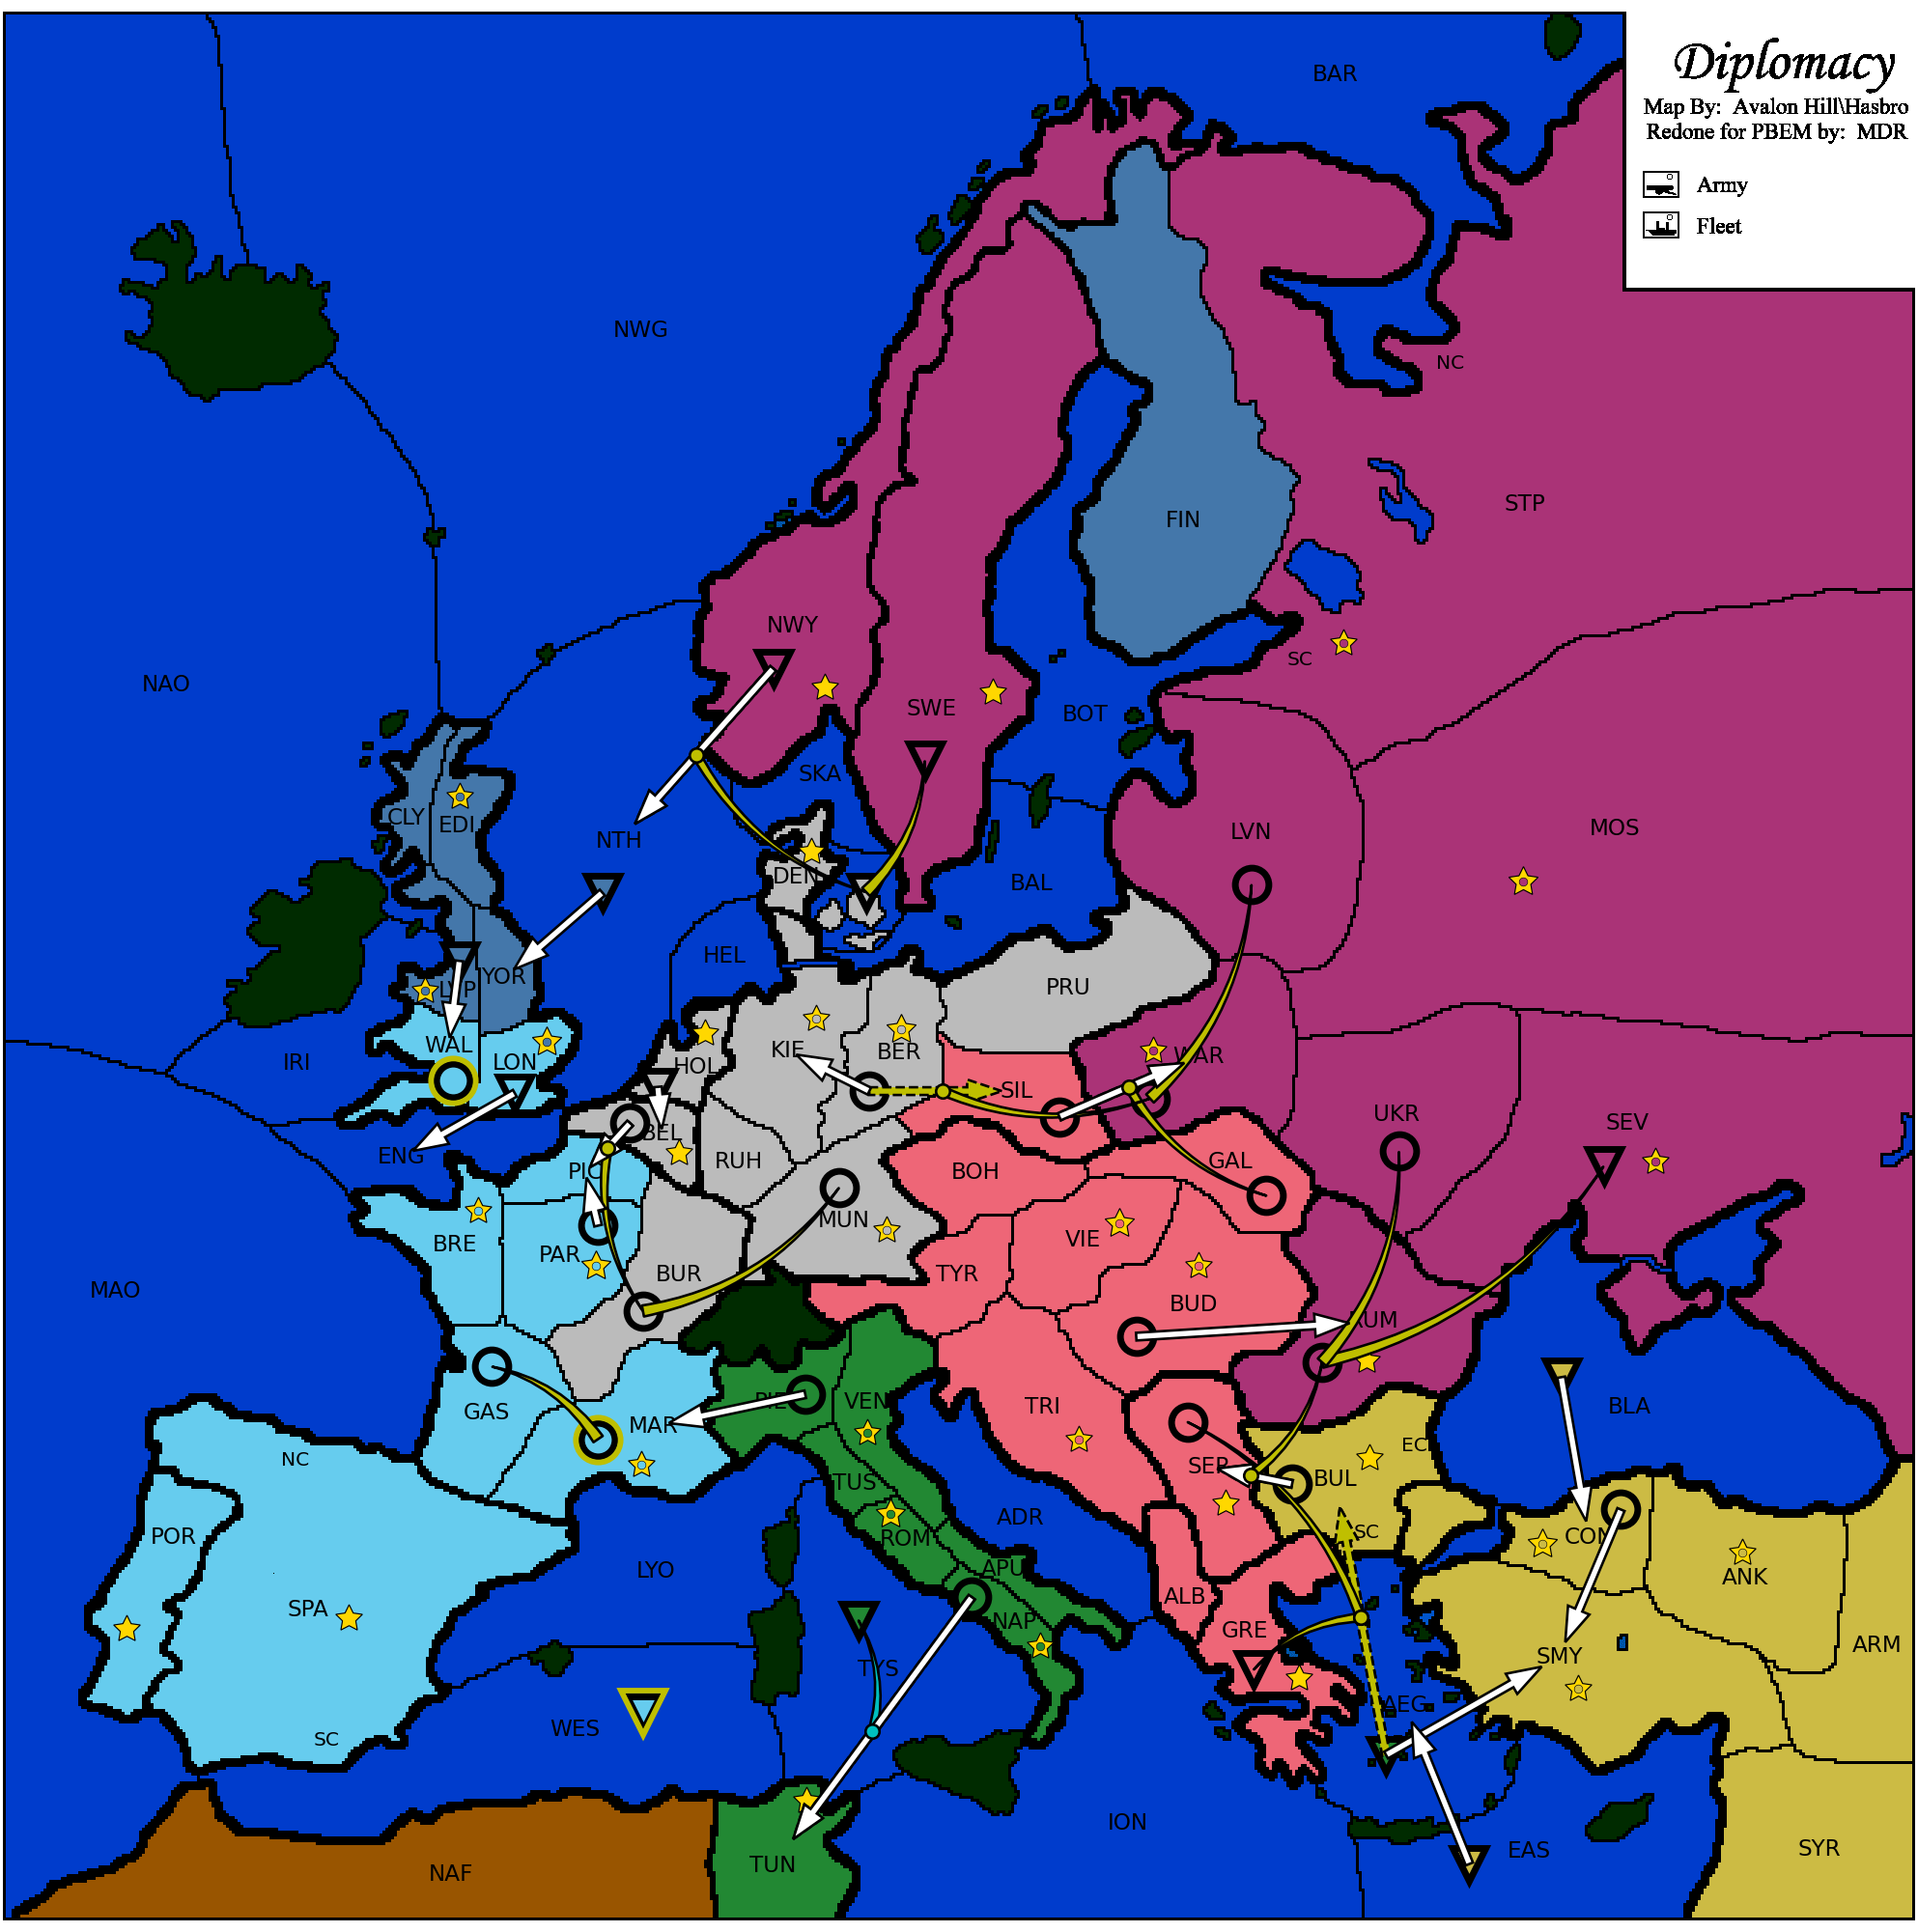 Diplomacy
Map By: Avalon Hill\Hasbro
Redone for PBEM by: MDR
Army
Fleet
BAR
NWG
NC
STP
FIN
NWY
SC
NAO
SWE
BOT
SKA
CLY
EDI
NTH
LVN
MOS
DEN
BAL
HEL
YOR
LVP
PRU
WAL
LON
IRI
HOL
KIE
BER
WAR
SIL
UKR
SEV
ENG
BEL
PIC
RUH
BOH
GAL
MUN
BRE
PAR
BUR
VIE
TYR
MAO
BUD
RUM
GAS
MAR
PIE
VEN
TRI
BLA
NC
SER
EC
BUL
TUS
POR
ROM
ADR
SC
CON
LYO
APU
ANK
SPA
ALB
NAP
GRE
ARM
TYS
SMY
WES
SC
AEG
ION
EAS
SYR
NAF
TUN